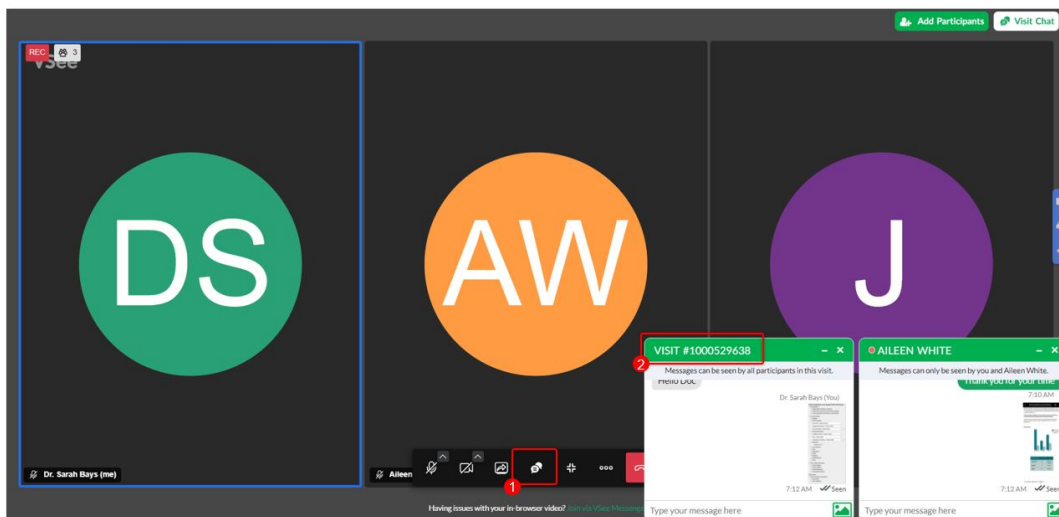 Add Participants
Visit Chat
REC 3
VSee
DS
AW
J
VISIT #1000529638
AILEEN WHITE
2
Messages can be seen by all participants in this visit.
Messages can only be seen by you and Aileen White.
Hello Doc
Thank you for your time
Dr. Sarah Bays (You)
7:10 AM
Dr. Sarah Bays (me)
Aileen
1
7:12 AM Seen
7:12 AM Seen
Having issues with your in-browser video? Join via VSee Messenger
Type your message here
Type your message here